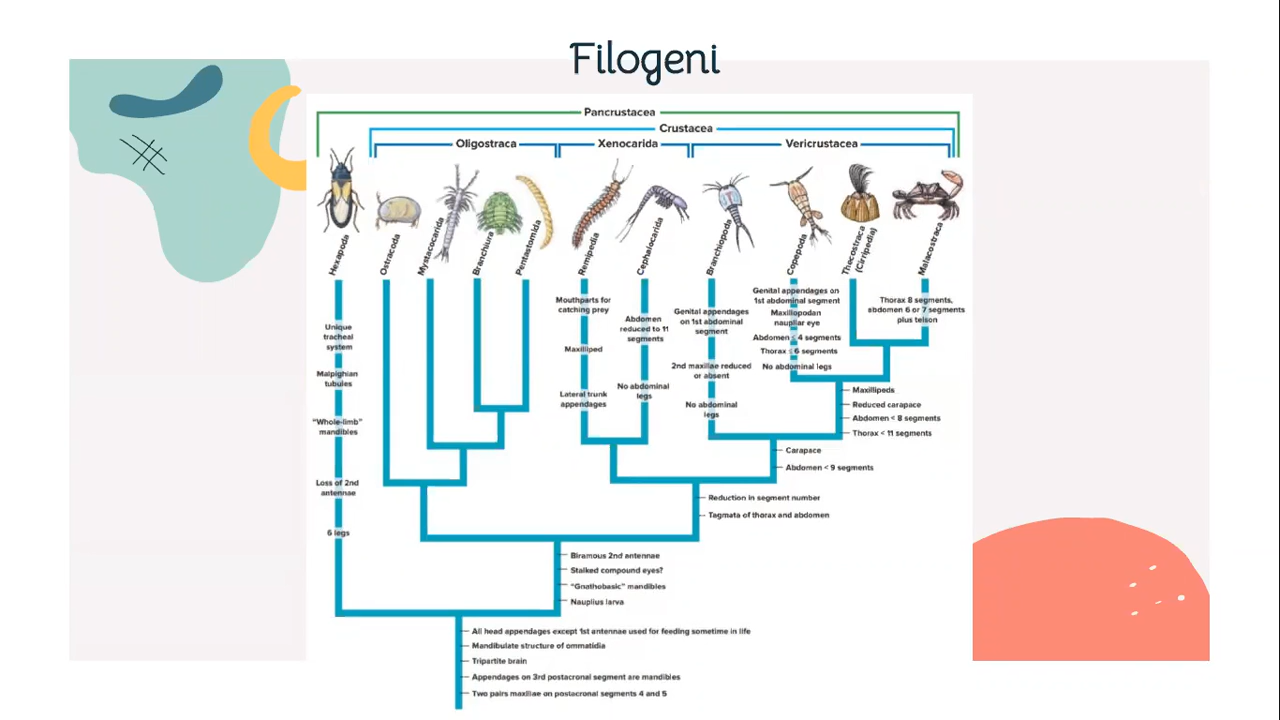 Filogeni
Pancrustacea
Crustacea
Oligostraca
Xenocarida
Vericrustacea
Hexapoda
Ostracoda
Mystacocarida
Branchiura
Pentastomida
Remipedia
Cephalocarida
Branchiopoda
Copepoda
Thecostraca
(Cirripedia)
Malacostraca
Unique
tracheal
system
Malpighian
tubules
"Whole-limb"
mandibles
Loss of 2nd
antennae
6 legs
Mouthparts for
catching prey
Maxilliped
Lateral trunk
appendages
Abdomen
reduced to 11
segments
No abdominal
legs
Genital appendages
on 1st abdominal
segment
2nd maxillae reduced
or absent
No abdominal
legs
Genital appendages on
1st abdominal segment
Maxillopodan
naupliar eye
Abdomen ≤ 4 segments
Thorax ≤ 6 segments
No abdominal legs
Thorax 8 segments,
abdomen 6 or 7 segments
plus telson
Maxillipeds
Reduced carapace
Abdomen < 8 segments
Thorax < 11 segments
Carapace
Abdomen < 9 segments
Reduction in segment number
Tagmata of thorax and abdomen
Biramous 2nd antennae
Stalked compound eyes?
"Gnathobasic" mandibles
Nauplius larva
All head appendages except 1st antennae used for feeding sometime in life
Mandibulate structure of ommatidia
Tripartite brain
Appendages on 3rd postacronal segment are mandibles
Two pairs maxillae on postacronal segments 4 and 5